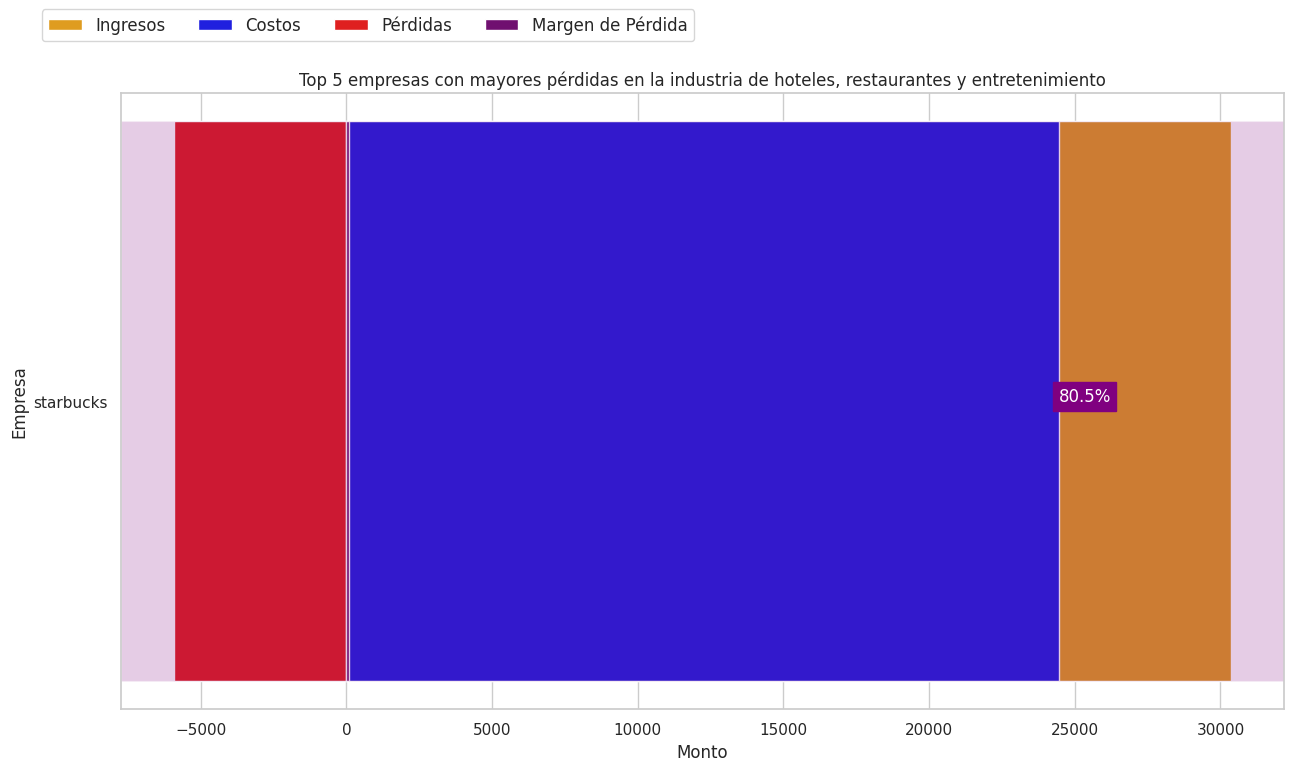 Ingresos Costos Pérdidas Margen de Pérdida
Top 5 empresas con mayores pérdidas en la industria de hoteles, restaurantes y entretenimiento
Empresa
starbucks
80.5%
−5000 0 5000 10000 15000 20000 25000 30000
Monto